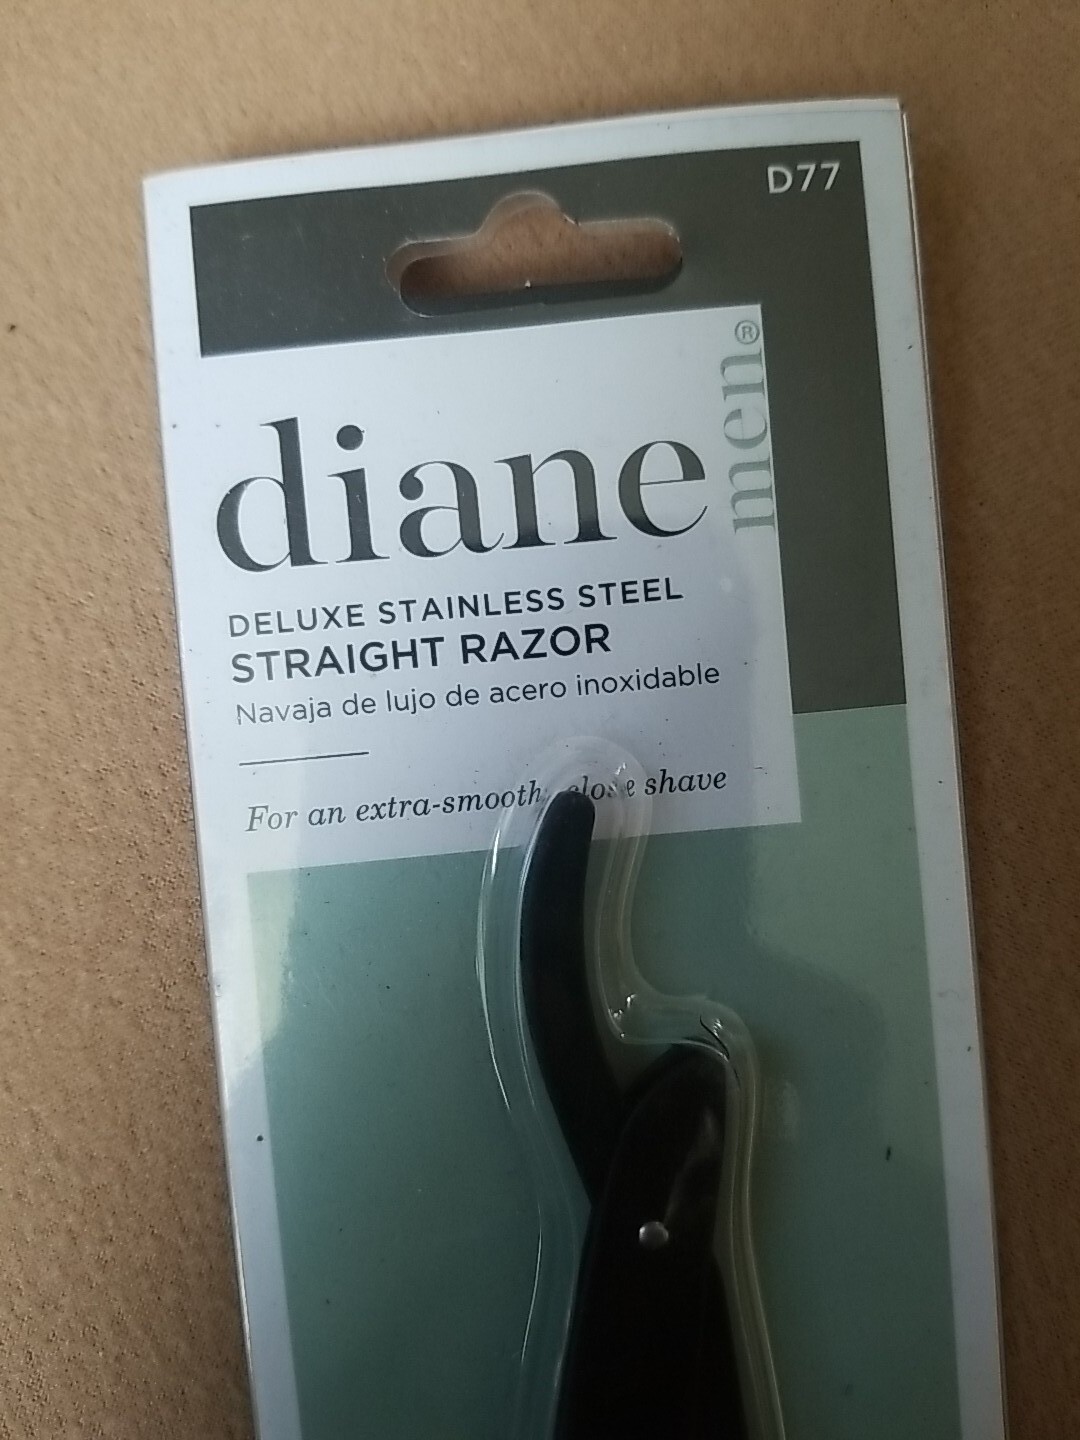 D77
diane
men®
DELUXE STAINLESS STEEL
STRAIGHT RAZOR
Navaja de lujo de acero inoxidable
For an extra-smooth, close shave